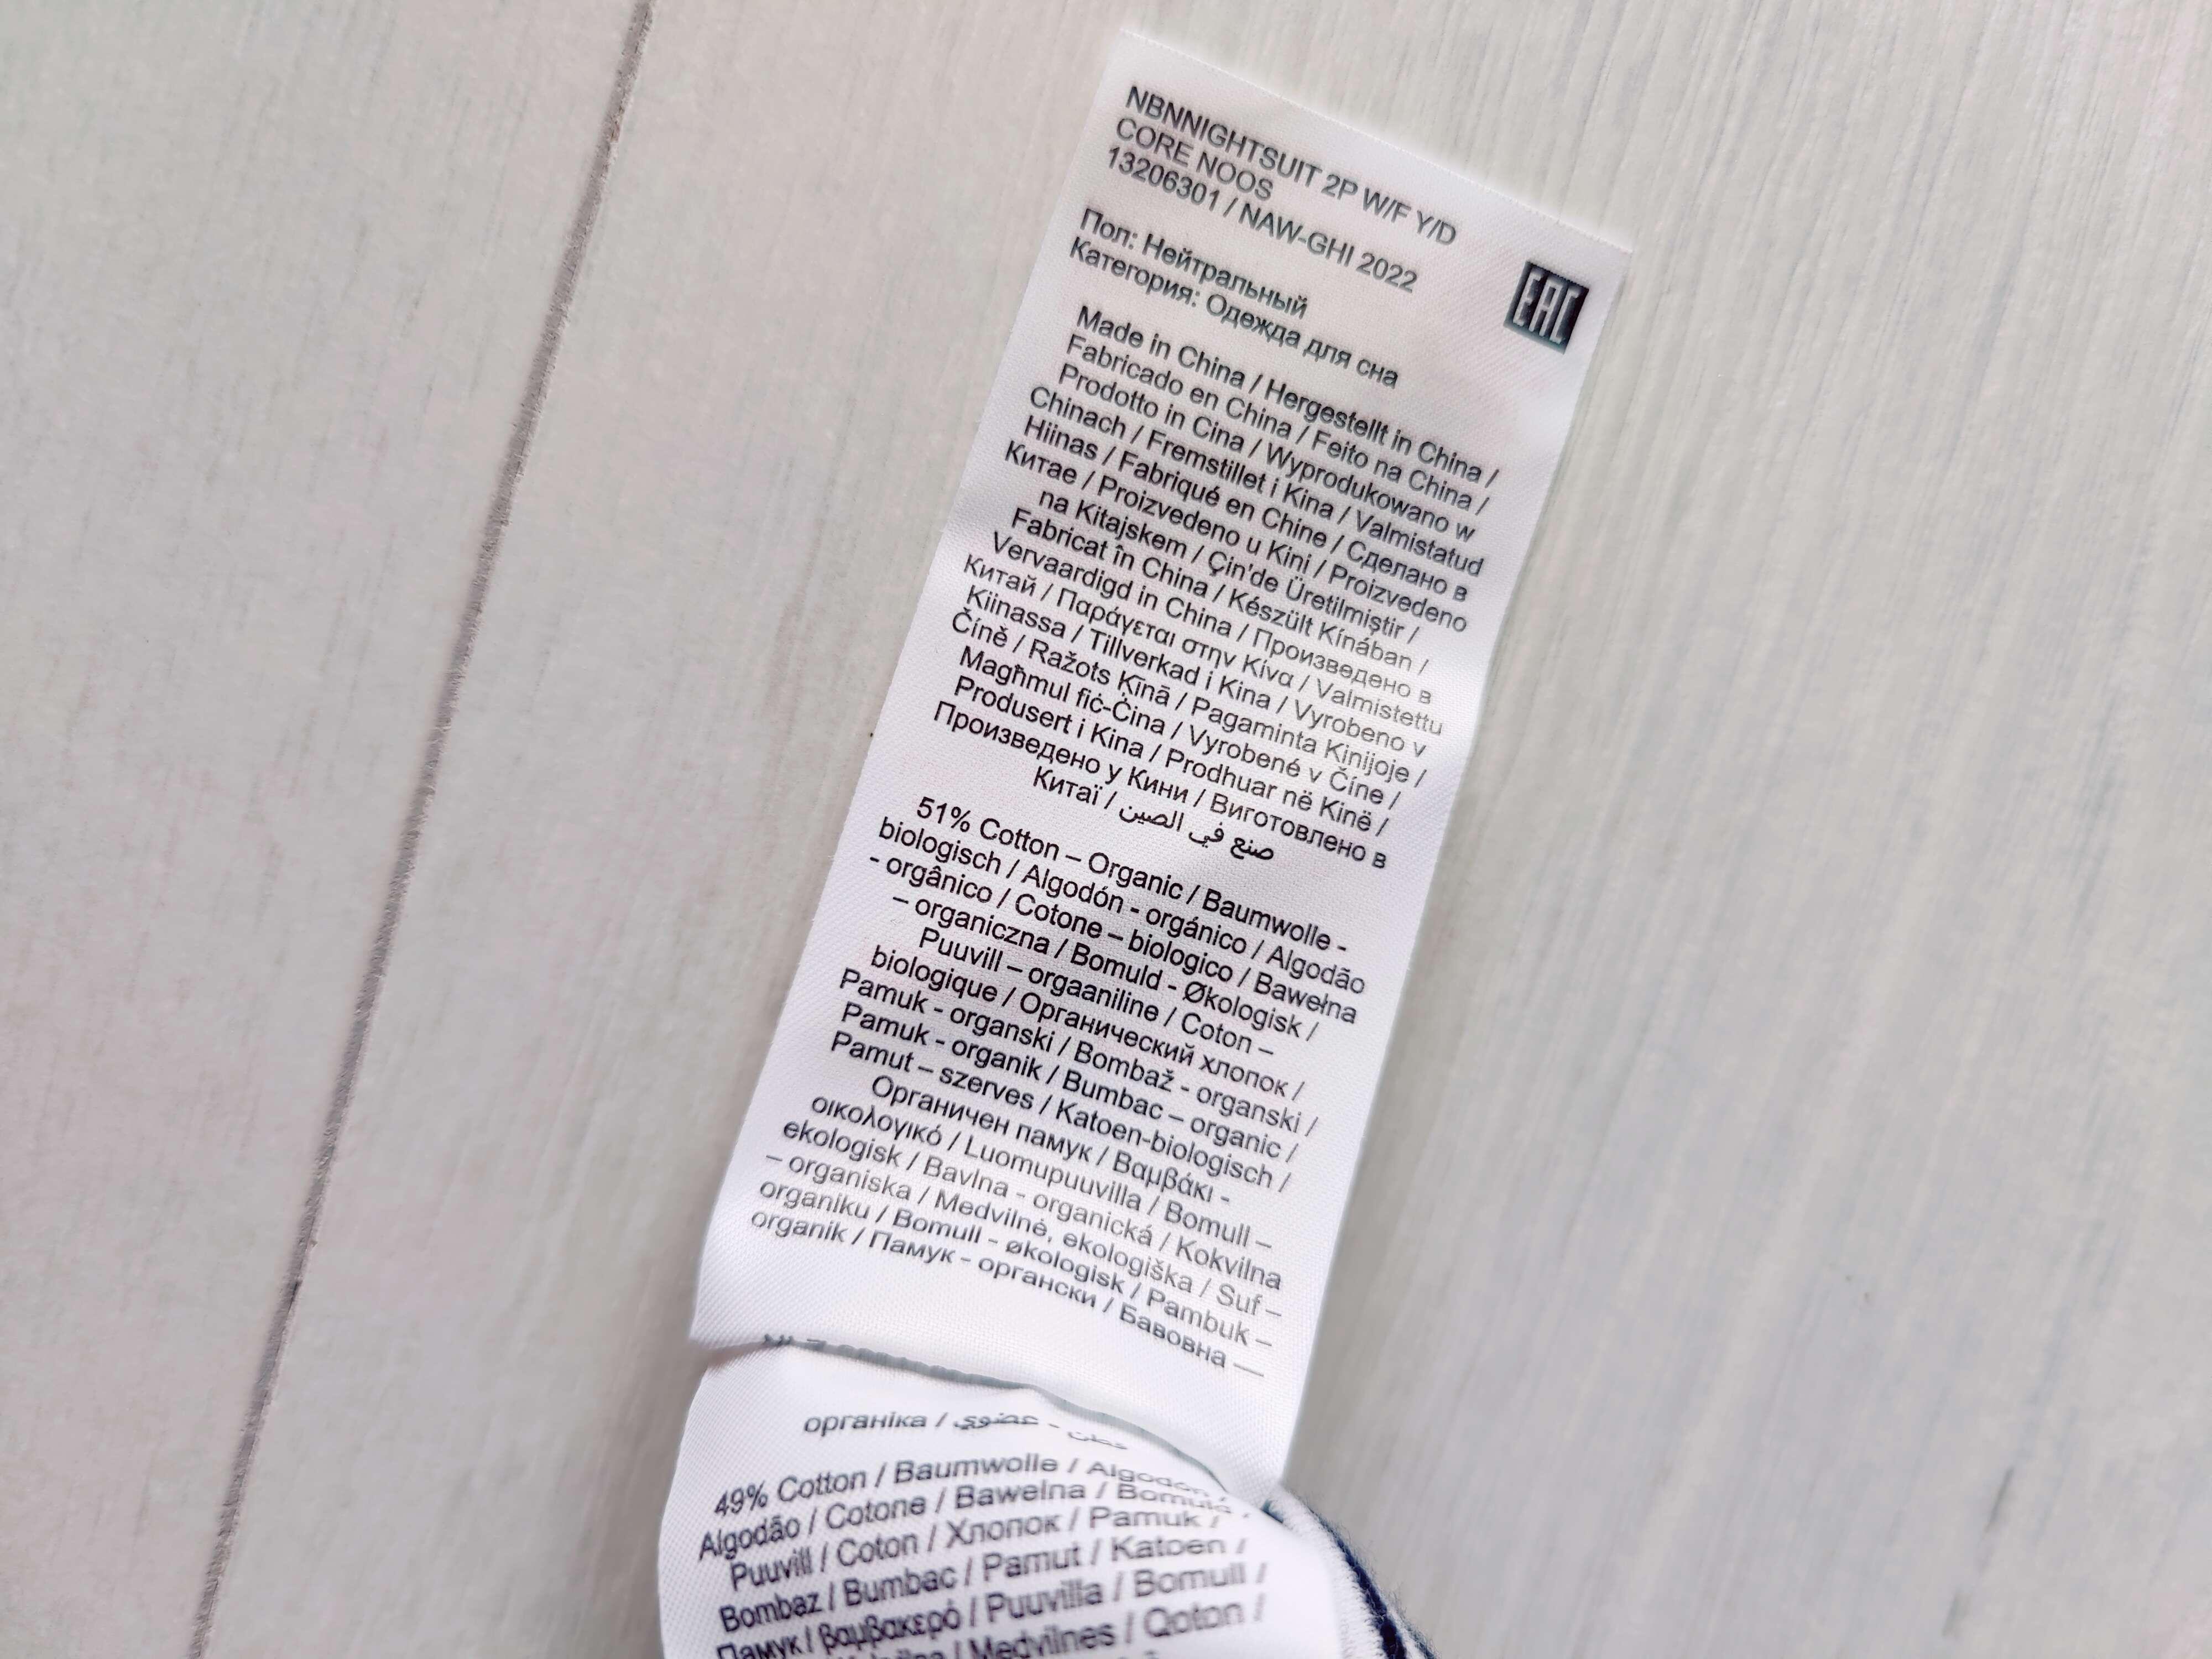 NBNNIGHTSUIT 2P W/F Y/D
CORE NOOS
13206301 / NAW-GHI 2022
EAC
Пол: Нейтральный
Категория: Одежда для сна
Made in China / Hergestellt in China /
Fabricado en China / Feito na China /
Prodotto in Cina / Wyprodukowano w
Chinach / Fremstillet i Kina / Valmistatud
Hiinas / Fabriqué en Chine / Сделано в
Китае / Proizvedeno u Kini / Proizvedeno
na Kitajskem / Çin'de Üretilmiştir /
Fabricat în China / Készült Kínában /
Vervaardigd in China / Произведено в
Китай / Παράγεται στην Κίνα / Valmistettu
Kiinassa / Tillverkad i Kina / Vyrobeno v
Číně / Ražots Ķīnā / Pagaminta Kinijoje /
Magħmul fiċ-Ċina / Vyrobené v Číne /
Produsert i Kina / Prodhuar në Kinë /
Произведено у Кини / Виготовлено в
Китаї / صنع في الصين
51% Cotton – Organic / Baumwolle -
biologisch / Algodón - orgánico / Algodão
- orgânico / Cotone – biologico / Bawełna
– organiczna / Bomuld - Økologisk /
Puuvill – orgaaniline / Coton –
biologique / Органический хлопок /
Pamuk - organski / Bombaž - organski /
Pamuk - organik / Bumbac – organic /
Pamut – szerves / Katoen-biologisch /
Органичен памук / Βαμβάκι -
οικολογικό / Luomupuuvilla / Bomull –
ekologisk / Bavlna - organická / Kokvilna
– organiska / Medvilnė, ekologiška / Suf –
organiku / Bomull - økologisk / Pambuk –
organik / Памук - органски / Бавовна —
органіка / قطن - عضوي
49% Cotton / Baumwolle / Algodón /
Algodão / Cotone / Bawełna / Bomuld /
Puuvill / Coton / Хлопок / Pamuk /
Bombaz / Bumbac / Pamut / Katoen /
Памук / βαμβακερό / Puuvilla / Bomull /
/ Medvilnes / Qoton /